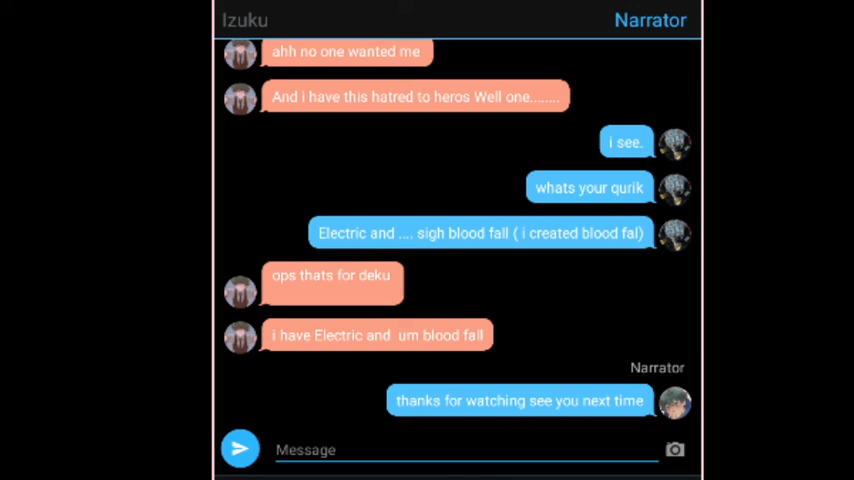 Izuku
Narrator
ahh no one wanted me
And i have this hatred to heros Well one........
i see.
whats your qurik
Electric and .... sigh blood fall ( i created blood fal)
ops thats for deku
i have Electric and  um blood fall
Narrator
thanks for watching see you next time
Message